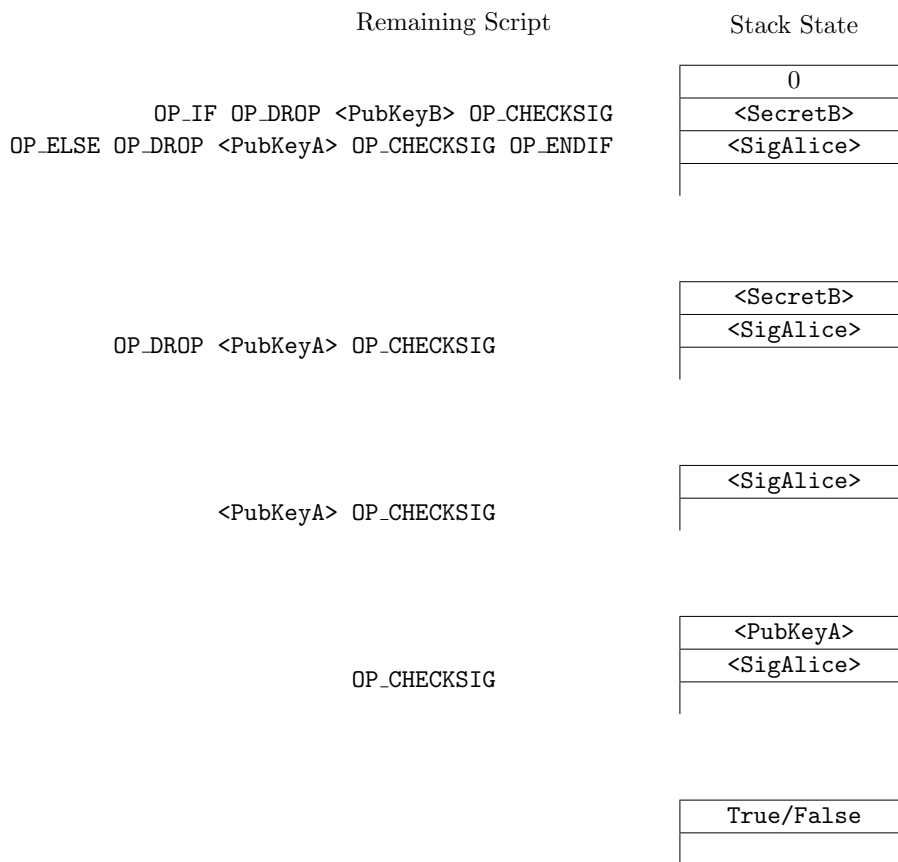 Remaining Script Stack State
0
OP_IF OP_DROP <PubKeyB> OP_CHECKSIG <SecretB>
OP_ELSE OP_DROP <PubKeyA> OP_CHECKSIG OP_ENDIF <SigAlice>
<SecretB>
OP_DROP <PubKeyA> OP_CHECKSIG <SigAlice>
<SigAlice>
<PubKeyA> OP_CHECKSIG
<PubKeyA>
OP_CHECKSIG <SigAlice>
True/False